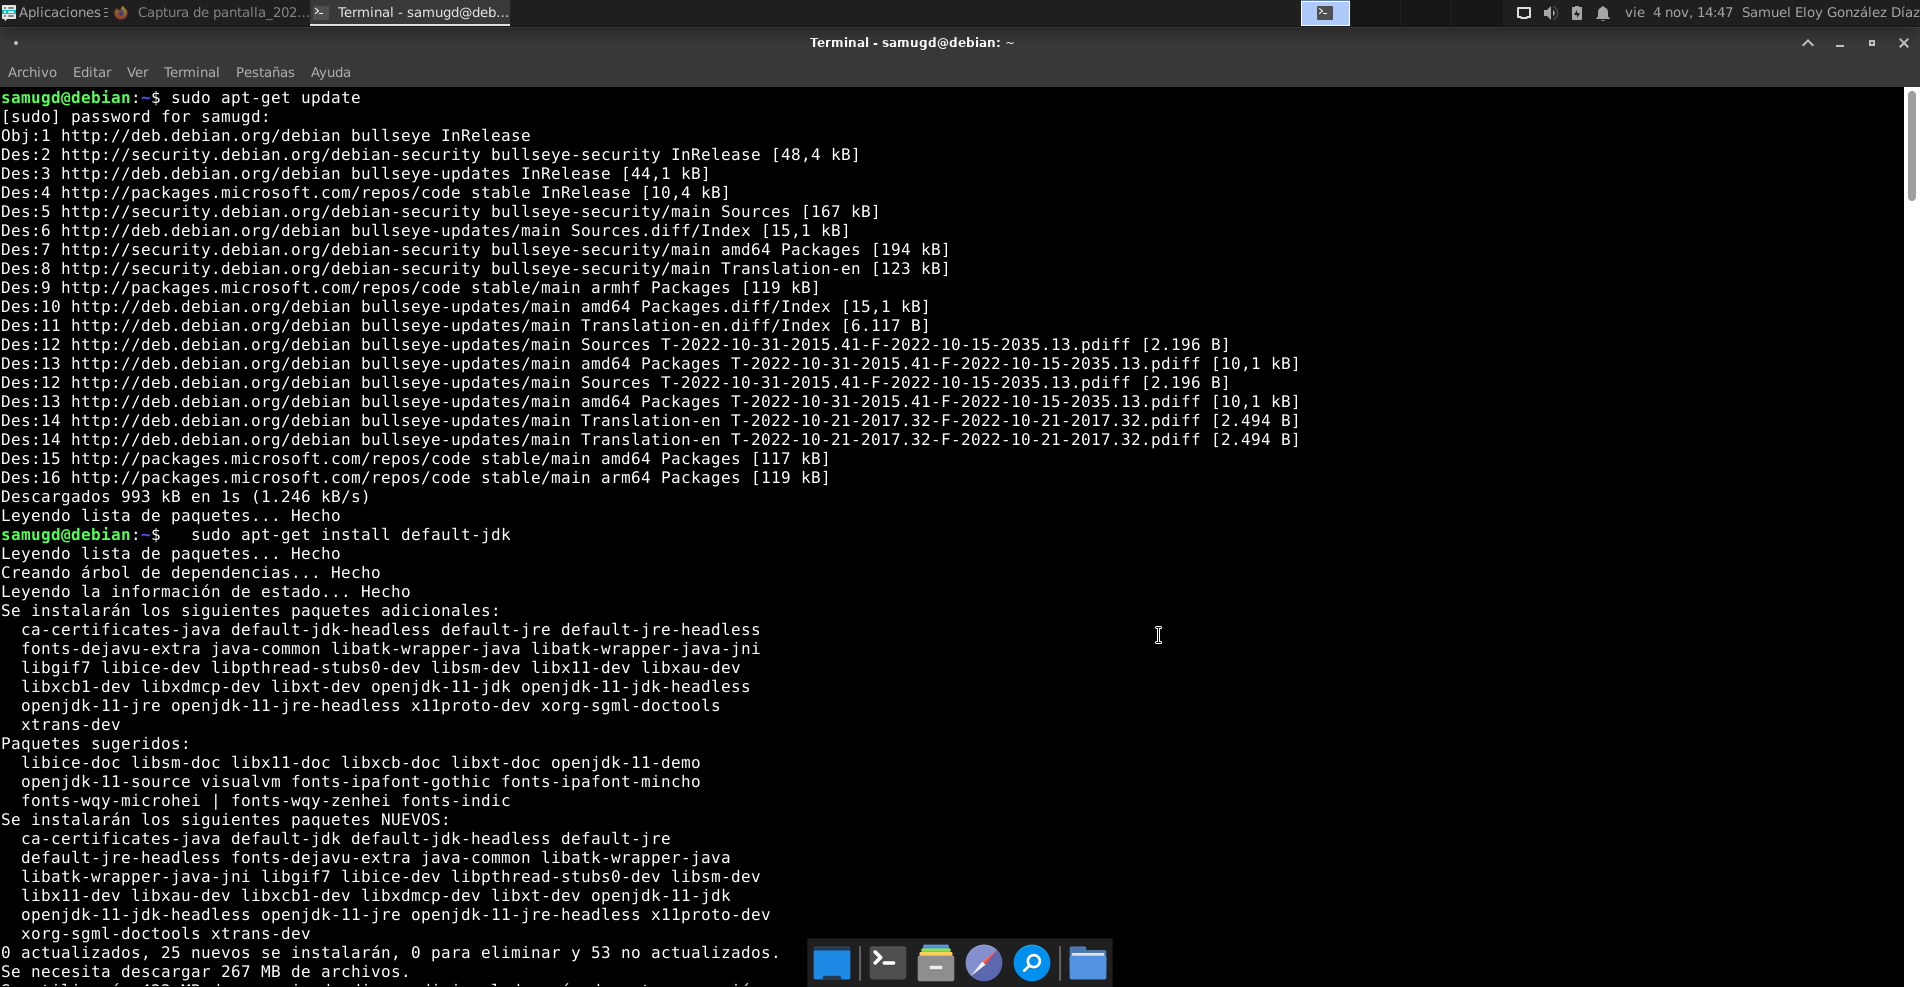 Aplicaciones Captura de pantalla_202... Terminal - samugd@deb... vie 4 nov, 14:47 Samuel Eloy González Díaz
Terminal - samugd@debian: ~
Archivo Editar Ver Terminal Pestañas Ayuda
samugd@debian:~$ sudo apt-get update
[sudo] password for samugd:
Obj:1 http://deb.debian.org/debian bullseye InRelease
Des:2 http://security.debian.org/debian-security bullseye-security InRelease [48,4 kB]
Des:3 http://deb.debian.org/debian bullseye-updates InRelease [44,1 kB]
Des:4 http://packages.microsoft.com/repos/code stable InRelease [10,4 kB]
Des:5 http://security.debian.org/debian-security bullseye-security/main Sources [167 kB]
Des:6 http://deb.debian.org/debian bullseye-updates/main Sources.diff/Index [15,1 kB]
Des:7 http://security.debian.org/debian-security bullseye-security/main amd64 Packages [194 kB]
Des:8 http://security.debian.org/debian-security bullseye-security/main Translation-en [123 kB]
Des:9 http://packages.microsoft.com/repos/code stable/main armhf Packages [119 kB]
Des:10 http://deb.debian.org/debian bullseye-updates/main amd64 Packages.diff/Index [15,1 kB]
Des:11 http://deb.debian.org/debian bullseye-updates/main Translation-en.diff/Index [6.117 B]
Des:12 http://deb.debian.org/debian bullseye-updates/main Sources T-2022-10-31-2015.41-F-2022-10-15-2035.13.pdiff [2.196 B]
Des:13 http://deb.debian.org/debian bullseye-updates/main amd64 Packages T-2022-10-31-2015.41-F-2022-10-15-2035.13.pdiff [10,1 kB]
Des:12 http://deb.debian.org/debian bullseye-updates/main Sources T-2022-10-31-2015.41-F-2022-10-15-2035.13.pdiff [2.196 B]
Des:13 http://deb.debian.org/debian bullseye-updates/main amd64 Packages T-2022-10-31-2015.41-F-2022-10-15-2035.13.pdiff [10,1 kB]
Des:14 http://deb.debian.org/debian bullseye-updates/main Translation-en T-2022-10-21-2017.32-F-2022-10-21-2017.32.pdiff [2.494 B]
Des:14 http://deb.debian.org/debian bullseye-updates/main Translation-en T-2022-10-21-2017.32-F-2022-10-21-2017.32.pdiff [2.494 B]
Des:15 http://packages.microsoft.com/repos/code stable/main amd64 Packages [117 kB]
Des:16 http://packages.microsoft.com/repos/code stable/main arm64 Packages [119 kB]
Descargados 993 kB en 1s (1.246 kB/s)
Leyendo lista de paquetes... Hecho
samugd@debian:~$   sudo apt-get install default-jdk
Leyendo lista de paquetes... Hecho
Creando árbol de dependencias... Hecho
Leyendo la información de estado... Hecho
Se instalarán los siguientes paquetes adicionales:
  ca-certificates-java default-jdk-headless default-jre default-jre-headless
  fonts-dejavu-extra java-common libatk-wrapper-java libatk-wrapper-java-jni
  libgif7 libice-dev libpthread-stubs0-dev libsm-dev libx11-dev libxau-dev
  libxcb1-dev libxdmcp-dev libxt-dev openjdk-11-jdk openjdk-11-jdk-headless
  openjdk-11-jre openjdk-11-jre-headless x11proto-dev xorg-sgml-doctools
  xtrans-dev
Paquetes sugeridos:
  libice-doc libsm-doc libx11-doc libxcb-doc libxt-doc openjdk-11-demo
  openjdk-11-source visualvm fonts-ipafont-gothic fonts-ipafont-mincho
  fonts-wqy-microhei | fonts-wqy-zenhei fonts-indic
Se instalarán los siguientes paquetes NUEVOS:
  ca-certificates-java default-jdk default-jdk-headless default-jre
  default-jre-headless fonts-dejavu-extra java-common libatk-wrapper-java
  libatk-wrapper-java-jni libgif7 libice-dev libpthread-stubs0-dev libsm-dev
  libx11-dev libxau-dev libxcb1-dev libxdmcp-dev libxt-dev openjdk-11-jdk
  openjdk-11-jdk-headless openjdk-11-jre openjdk-11-jre-headless x11proto-dev
  xorg-sgml-doctools xtrans-dev
0 actualizados, 25 nuevos se instalarán, 0 para eliminar y 53 no actualizados.
Se necesita descargar 267 MB de archivos.